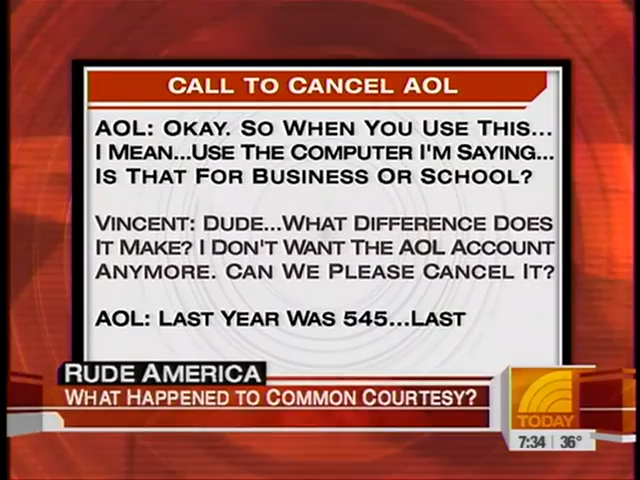 CALL TO CANCEL AOL
AOL: OKAY. SO WHEN YOU USE THIS...
I MEAN...USE THE COMPUTER I'M SAYING...
IS THAT FOR BUSINESS OR SCHOOL?
VINCENT: DUDE...WHAT DIFFERENCE DOES
IT MAKE? I DON'T WANT THE AOL ACCOUNT
ANYMORE. CAN WE PLEASE CANCEL IT?
AOL: LAST YEAR WAS 545...LAST
RUDE AMERICA
WHAT HAPPENED TO COMMON COURTESY?
TODAY
7:34 36°